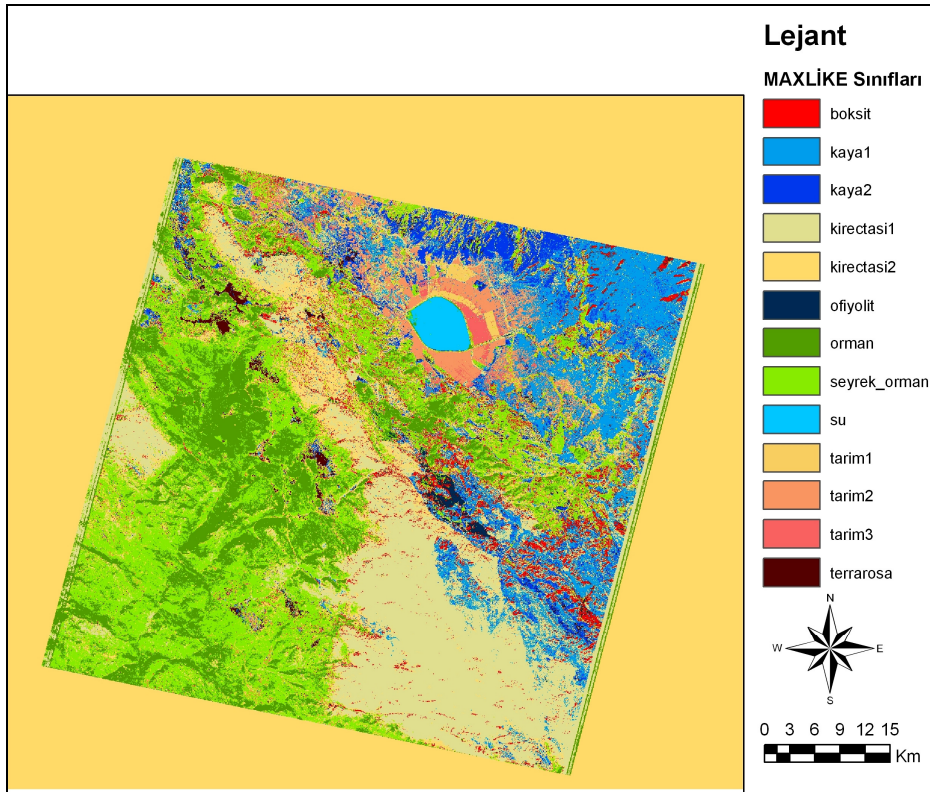 Lejant
MAXLİKE Sınıfları
boksit
kaya1
kaya2
kirectasi1
kirectasi2
ofiyolit
orman
seyrek_orman
su
tarim1
tarim2
tarim3
terrarosa
N
W E
S
0 3 6 9 12 15
Km